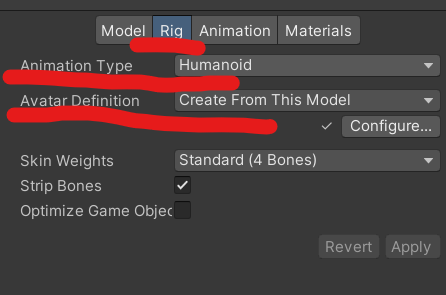 Model Rig Animation Materials
Animation Type Humanoid
Avatar Definition Create From This Model
Configure...
Skin Weights Standard (4 Bones)
Strip Bones
Optimize Game Objec
Revert Apply